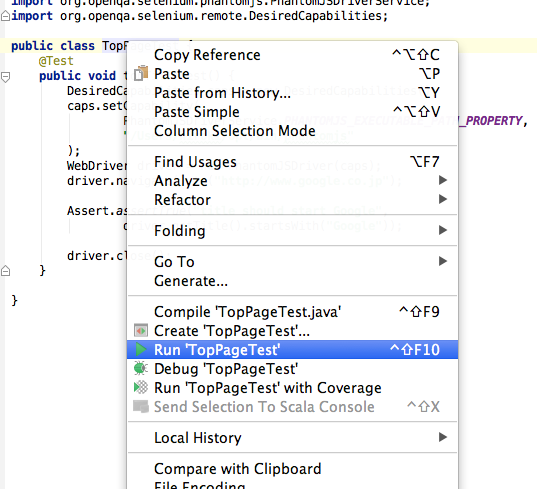 import org.openqa.selenium.phantomjs.PhantomJSDriverService;
import org.openqa.selenium.remote.DesiredCapabilities;
public class TopP
@Test
public void t
DesiredCap
caps.setC
_PROPERTY,
);
WebDriver
driver.na
Assert.as
driver.cl
}
}
Copy Reference ⌃⌥⇧C
Paste ⌥P
Paste from History... ⌥Y
Paste Simple ⌃⌥⇧V
Column Selection Mode
Find Usages ⌥F7
Analyze
Refactor
Folding
Go To
Generate...
Compile 'TopPageTest.java' ⌃⇧F9
Create 'TopPageTest'...
Run 'TopPageTest' ⌃⇧F10
Debug 'TopPageTest'
Run 'TopPageTest' with Coverage
Send Selection To Scala Console ⌃⇧X
Local History
Compare with Clipboard
File Encoding